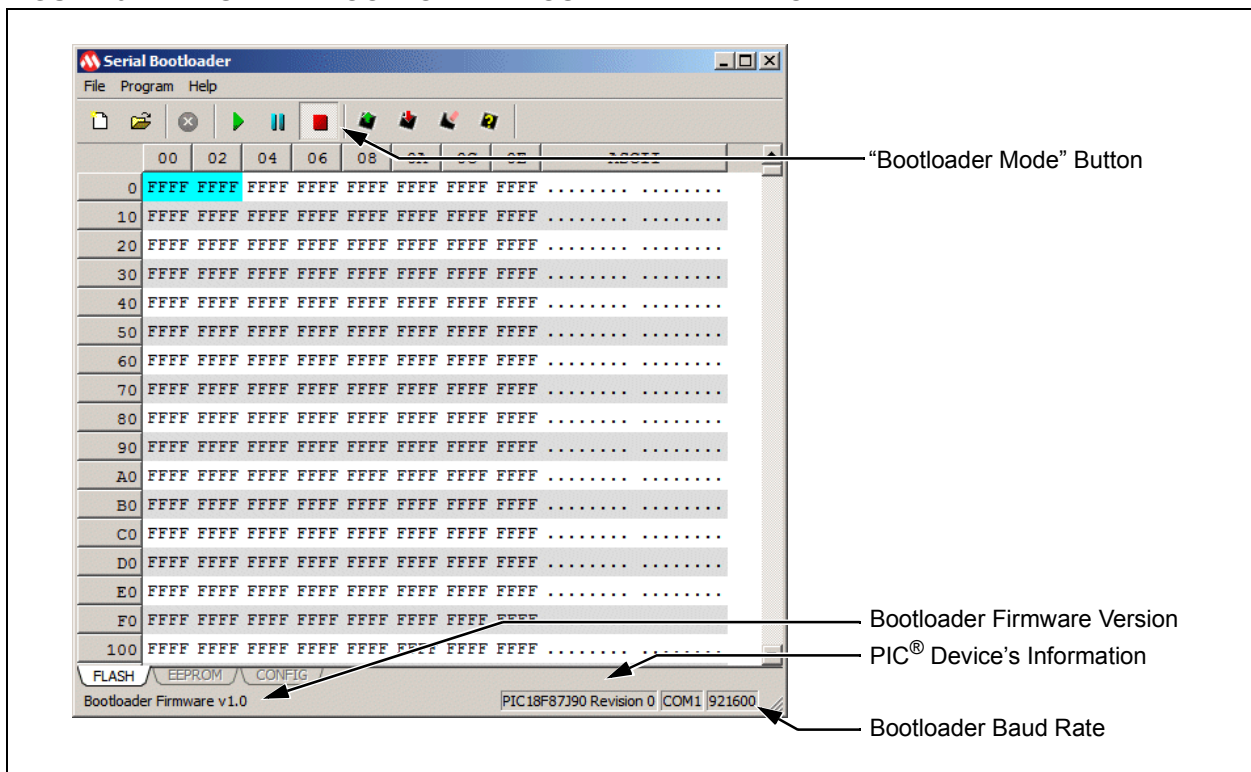 Serial Bootloader
File Program Help
00 02 04 06 08 0A 0C 0E ASCII
“Bootloader Mode” Button
0 FFFF FFFF FFFF FFFF FFFF FFFF FFFF FFFF ........ ........
10 FFFF FFFF FFFF FFFF FFFF FFFF FFFF FFFF ........ ........
20 FFFF FFFF FFFF FFFF FFFF FFFF FFFF FFFF ........ ........
30 FFFF FFFF FFFF FFFF FFFF FFFF FFFF FFFF ........ ........
40 FFFF FFFF FFFF FFFF FFFF FFFF FFFF FFFF ........ ........
50 FFFF FFFF FFFF FFFF FFFF FFFF FFFF FFFF ........ ........
60 FFFF FFFF FFFF FFFF FFFF FFFF FFFF FFFF ........ ........
70 FFFF FFFF FFFF FFFF FFFF FFFF FFFF FFFF ........ ........
80 FFFF FFFF FFFF FFFF FFFF FFFF FFFF FFFF ........ ........
90 FFFF FFFF FFFF FFFF FFFF FFFF FFFF FFFF ........ ........
A0 FFFF FFFF FFFF FFFF FFFF FFFF FFFF FFFF ........ ........
B0 FFFF FFFF FFFF FFFF FFFF FFFF FFFF FFFF ........ ........
C0 FFFF FFFF FFFF FFFF FFFF FFFF FFFF FFFF ........ ........
D0 FFFF FFFF FFFF FFFF FFFF FFFF FFFF FFFF ........ ........
E0 FFFF FFFF FFFF FFFF FFFF FFFF FFFF FFFF ........ ........
F0 FFFF FFFF FFFF FFFF FFFF FFFF FFFF FFFF ........ ........
Bootloader Firmware Version
100 FFFF FFFF FFFF FFFF FFFF FFFF FFFF FFFF ........ ........
PIC® Device’s Information
FLASH EEPROM CONFIG
Bootloader Firmware v1.0 PIC18F87J90 Revision 0 COM1 921600
Bootloader Baud Rate